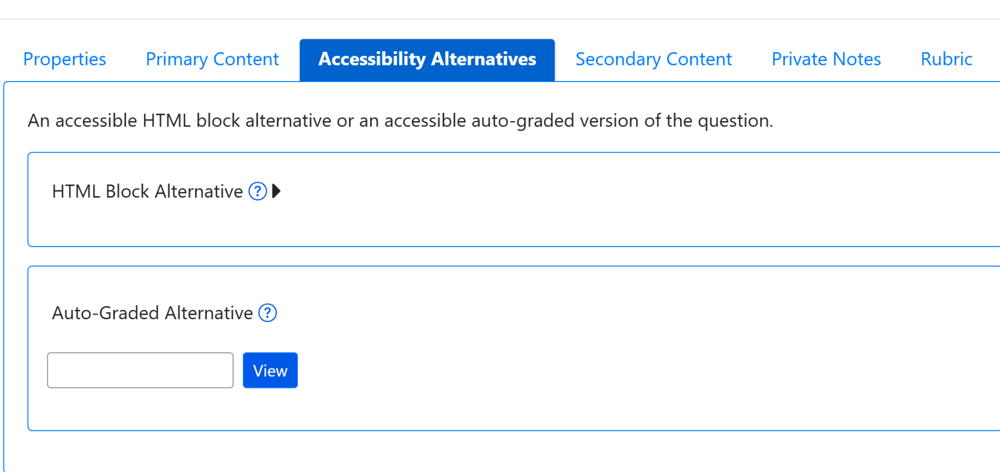 Properties Primary Content Accessibility Alternatives Secondary Content Private Notes Rubric
An accessible HTML block alternative or an accessible auto-graded version of the question.
HTML Block Alternative ?
Auto-Graded Alternative ?
View